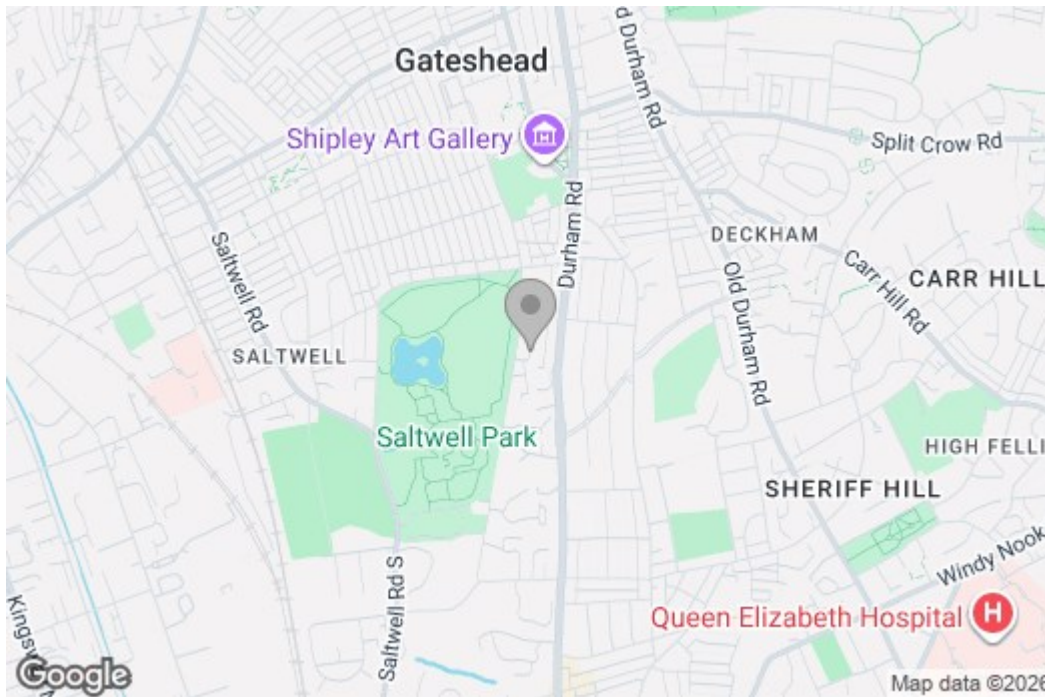 Gateshead
d Durham Rd
Shipley Art Gallery
Split Crow Rd
Durham Rd
DECKHAM
Saltwell Rd
Old Durham Rd
Carr Hill Rd
CARR HILL
SALTWELL
Saltwell Park
HIGH FELLI
SHERIFF HILL
Windy Nook
Saltwell Rd S
Queen Elizabeth Hospital
H
Kingsw
Google
Map data ©2026